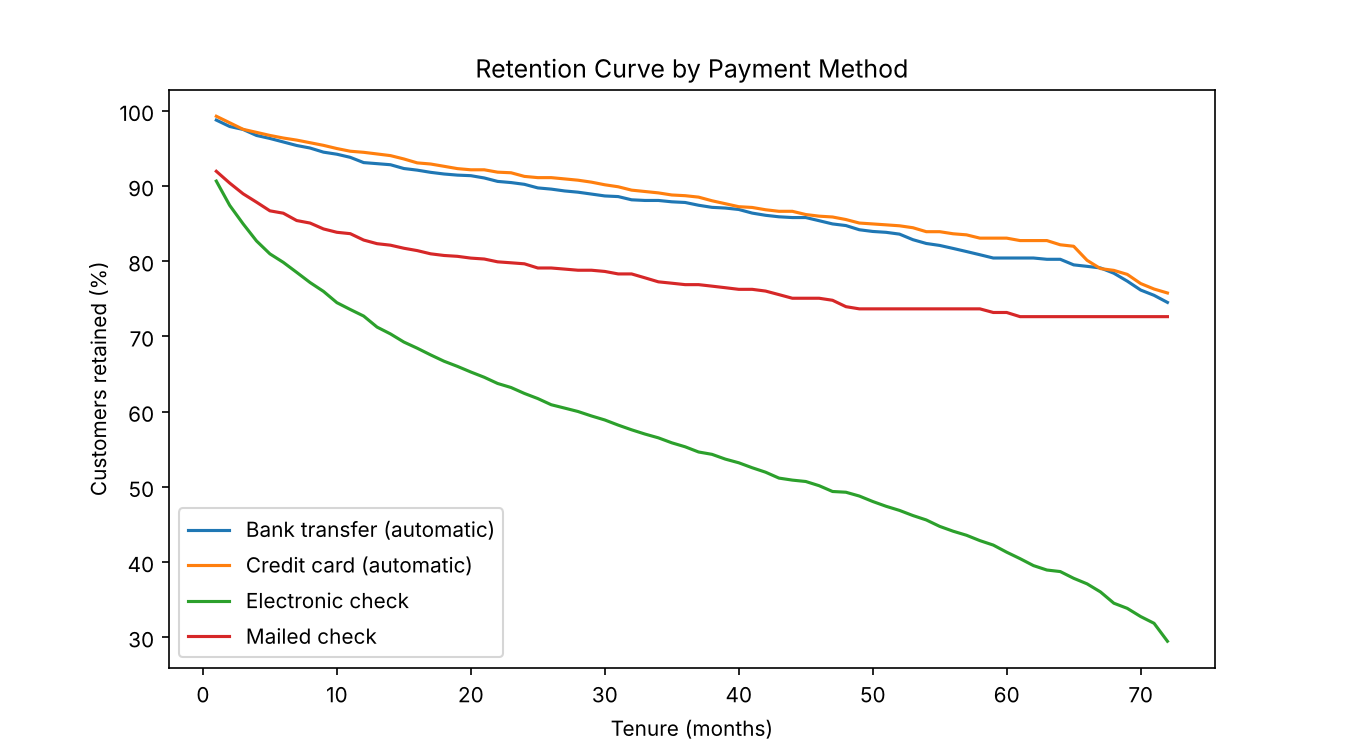 Retention Curve by Payment Method
Customers retained (%)
100
90
80
70
60
50
40
30
Bank transfer (automatic)
Credit card (automatic)
Electronic check
Mailed check
0 10 20 30 40 50 60 70
Tenure (months)